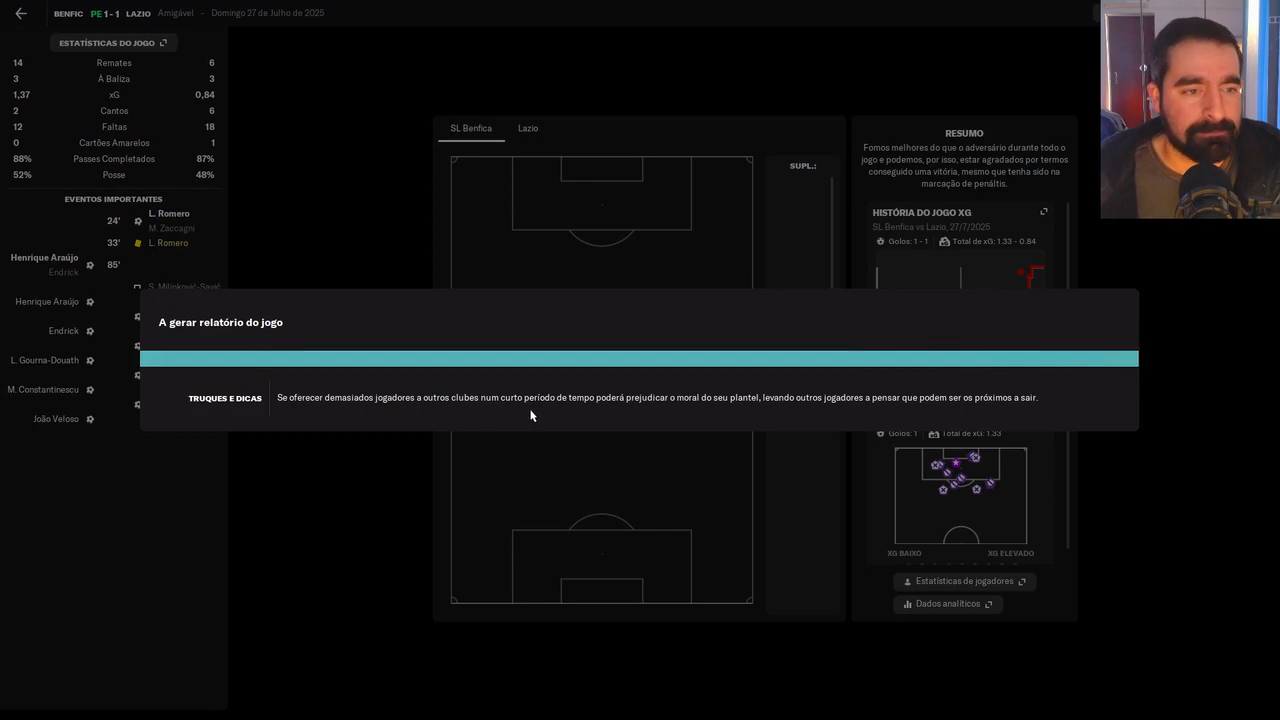 BENFIC PE 1 - 1 LAZIO Amigável - Domingo 27 de Julho de 2025
ESTATÍSTICAS DO JOGO
14 Remates 6
3 À Baliza 3
1,37 xG 0,84
2 Cantos 6
12 Faltas 18
0 Cartões Amarelos 1
88% Passes Completados 87%
52% Posse 48%
EVENTOS IMPORTANTES
24' L. Romero
M. Zaccagni
33' L. Romero
Henrique Araújo 85'
Endrick
S. Milinković-Savić
Henrique Araújo
Endrick
L. Gourna-Douath
M. Constantinescu
João Veloso
SL Benfica Lazio
SUPL.:
RESUMO
Fomos melhores do que o adversário durante todo o
jogo e podemos, por isso, estar agradados por termos
conseguido uma vitória, mesmo que tenha sido na
marcação de penáltis.
HISTÓRIA DO JOGO XG
SL Benfica vs Lazio, 27/7/2025
Golos: 1 - 1 Total de xG: 1.33 - 0.84
A gerar relatório do jogo
TRUQUES E DICAS Se oferecer demasiados jogadores a outros clubes num curto período de tempo poderá prejudicar o moral do seu plantel, levando outros jogadores a pensar que podem ser os próximos a sair.
Golos: 1 Total de xG: 1.33
XG BAIXO XG ELEVADO
Estatísticas de jogadores
Dados analíticos